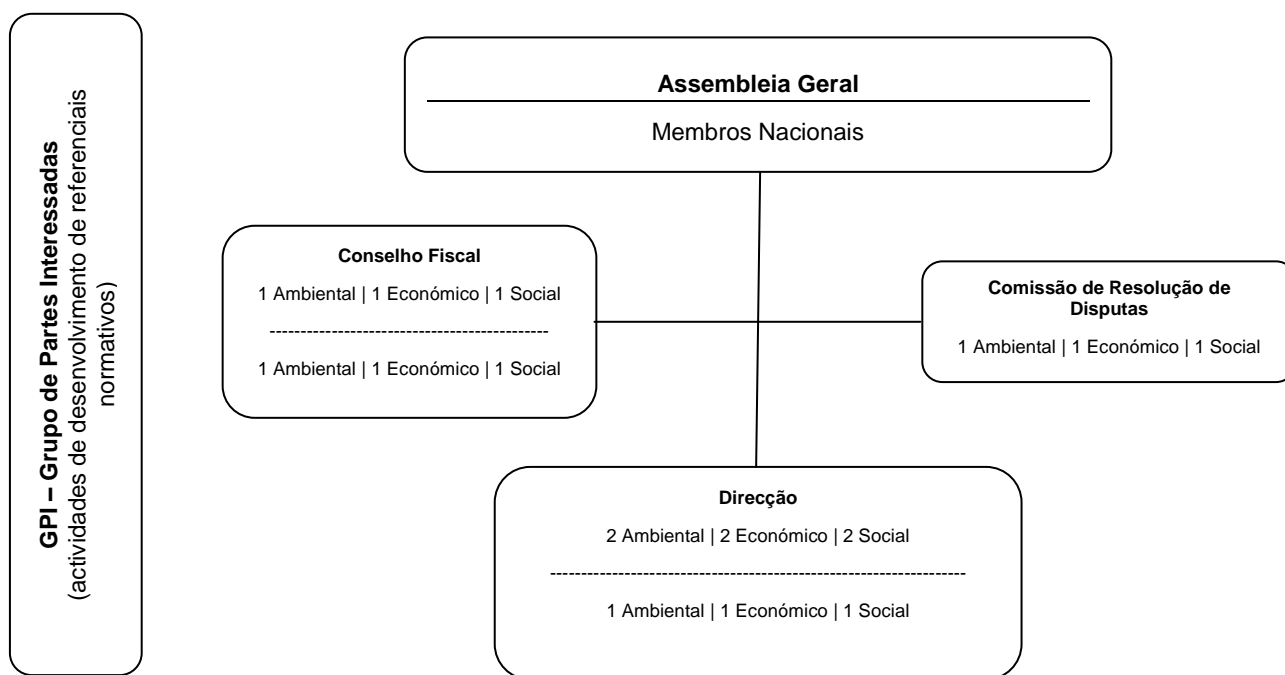 GPI – Grupo de Partes Interessadas
(actividades de desenvolvimento de referenciais
normativos)
Assembleia Geral
Membros Nacionais
Conselho Fiscal
1 Ambiental | 1 Económico | 1 Social
---------------------------------------------
1 Ambiental | 1 Económico | 1 Social
Comissão de Resolução de
Disputas
1 Ambiental | 1 Económico | 1 Social
Direcção
2 Ambiental | 2 Económico | 2 Social
-------------------------------------------------------------------
1 Ambiental | 1 Económico | 1 Social